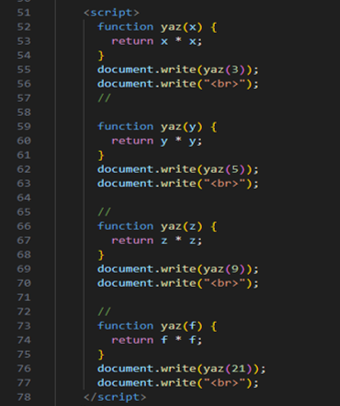 51 <script>
52 function yaz(x) {
53 return x * x;
54 }
55 document.write(yaz(3));
56 document.write("<br>");
57 //
58
59 function yaz(y) {
60 return y * y;
61 }
62 document.write(yaz(5));
63 document.write("<br>");
64
65 //
66 function yaz(z) {
67 return z * z;
68 }
69 document.write(yaz(9));
70 document.write("<br>");
71
72 //
73 function yaz(f) {
74 return f * f;
75 }
76 document.write(yaz(21));
77 document.write("<br>");
78 </script>